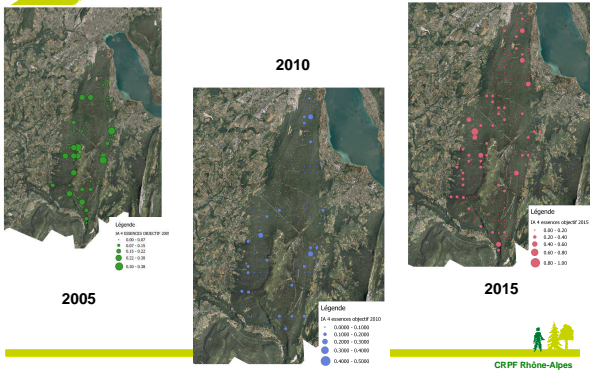 2005
Légende
IA 4 ESSENCES OBJECTIF 2005
0.00 - 0.07
0.07 - 0.15
0.15 - 0.22
0.22 - 0.30
0.30 - 0.38
2010
Légende
IA 4 essences objectif 2010
0.0000 - 0.1000
0.1000 - 0.2000
0.2000 - 0.3000
0.3000 - 0.4000
0.4000 - 0.5000
2015
Légende
IA 4 essences objectif 2015
0.00 - 0.20
0.20 - 0.40
0.40 - 0.60
0.60 - 0.80
0.80 - 1.00
CRPF Rhône-Alpes